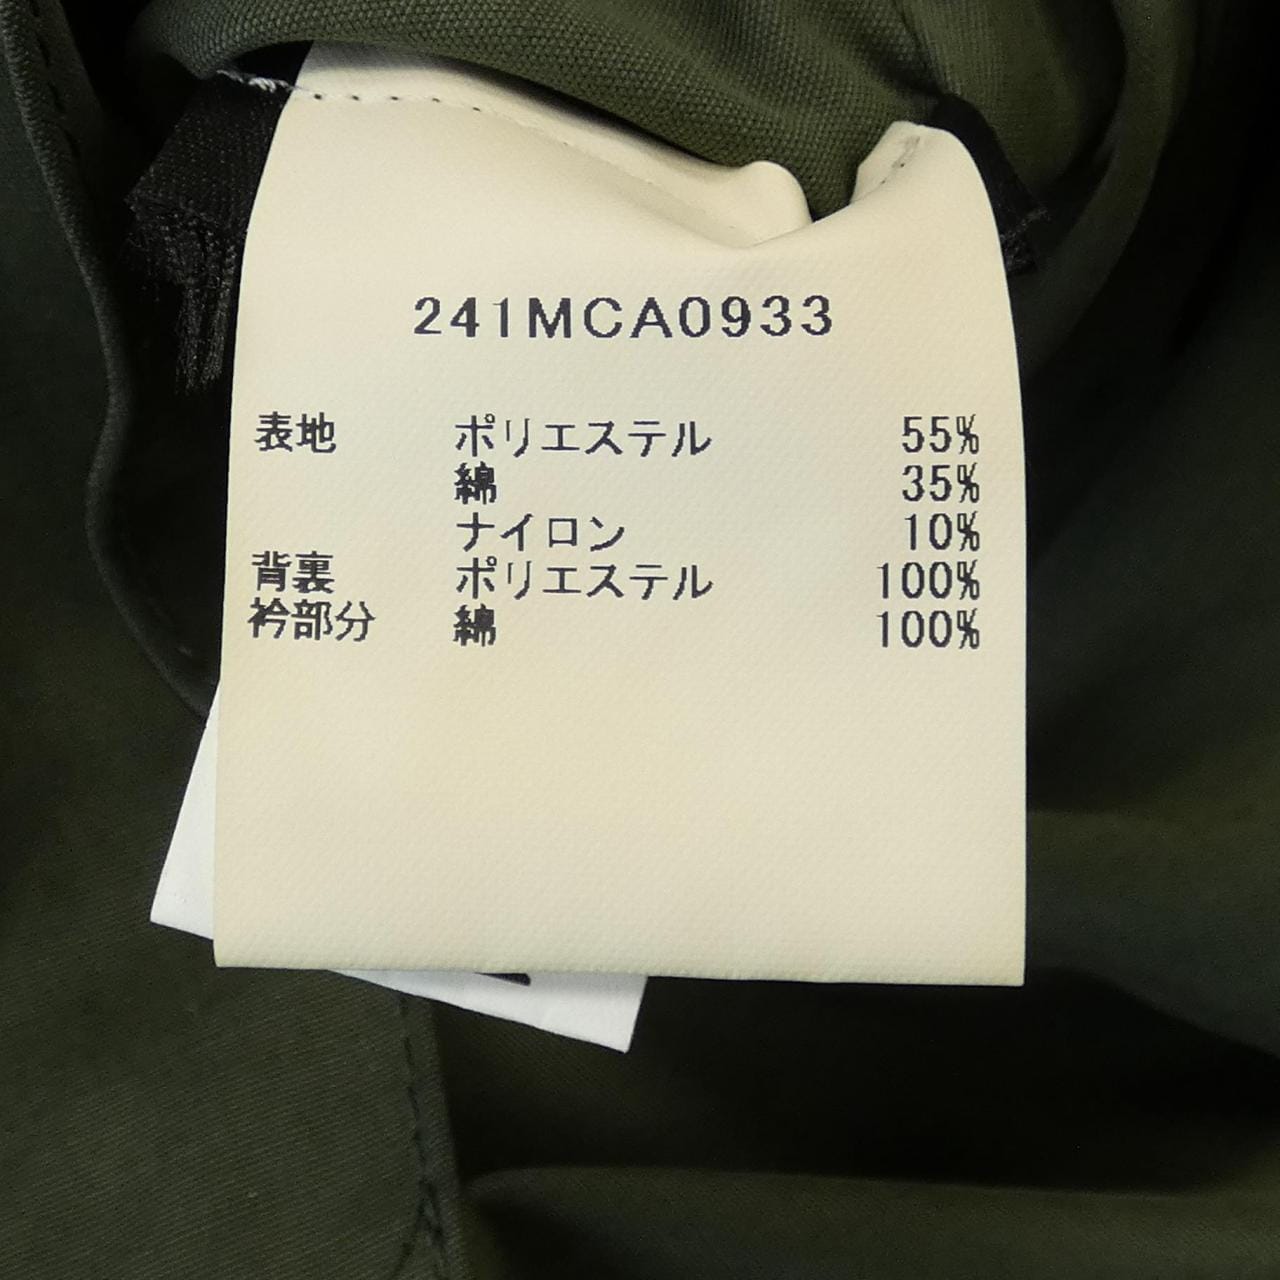 241MCA0933
表地 ポリエステル 55%
綿 35%
ナイロン 10%
背裏 ポリエステル 100%
衿部分 綿 100%